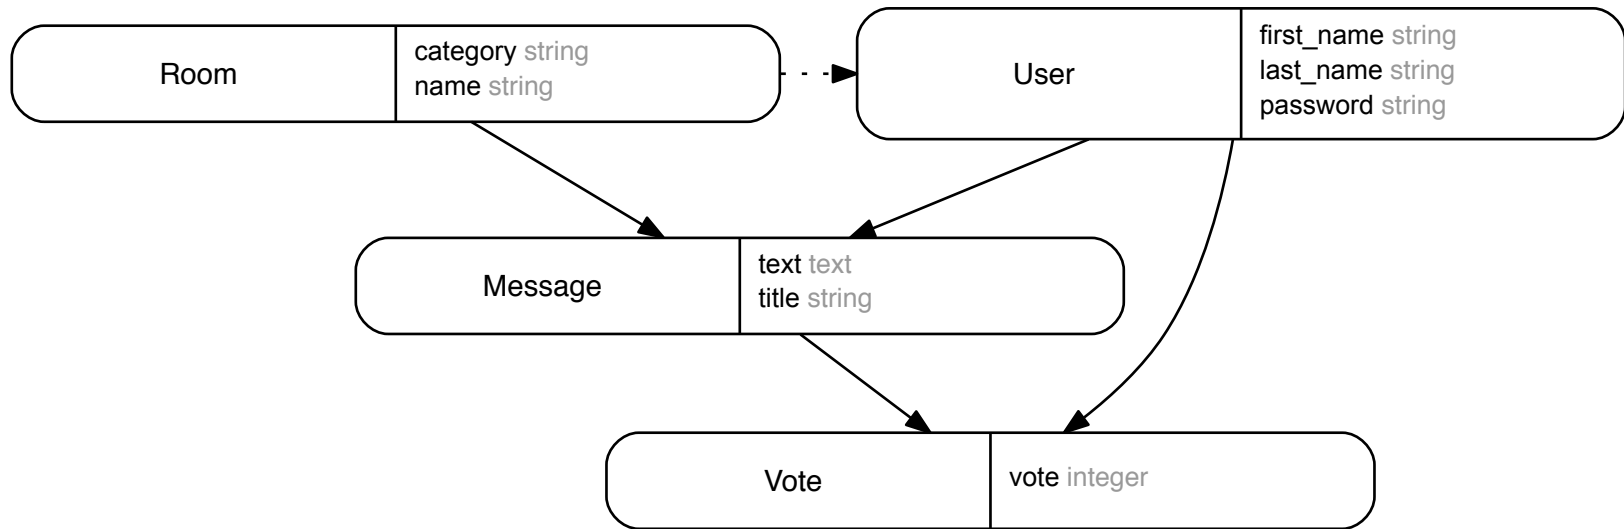 Room
category string
name string
User
first_name string
last_name string
password string
Message
text text
title string
Vote
vote integer